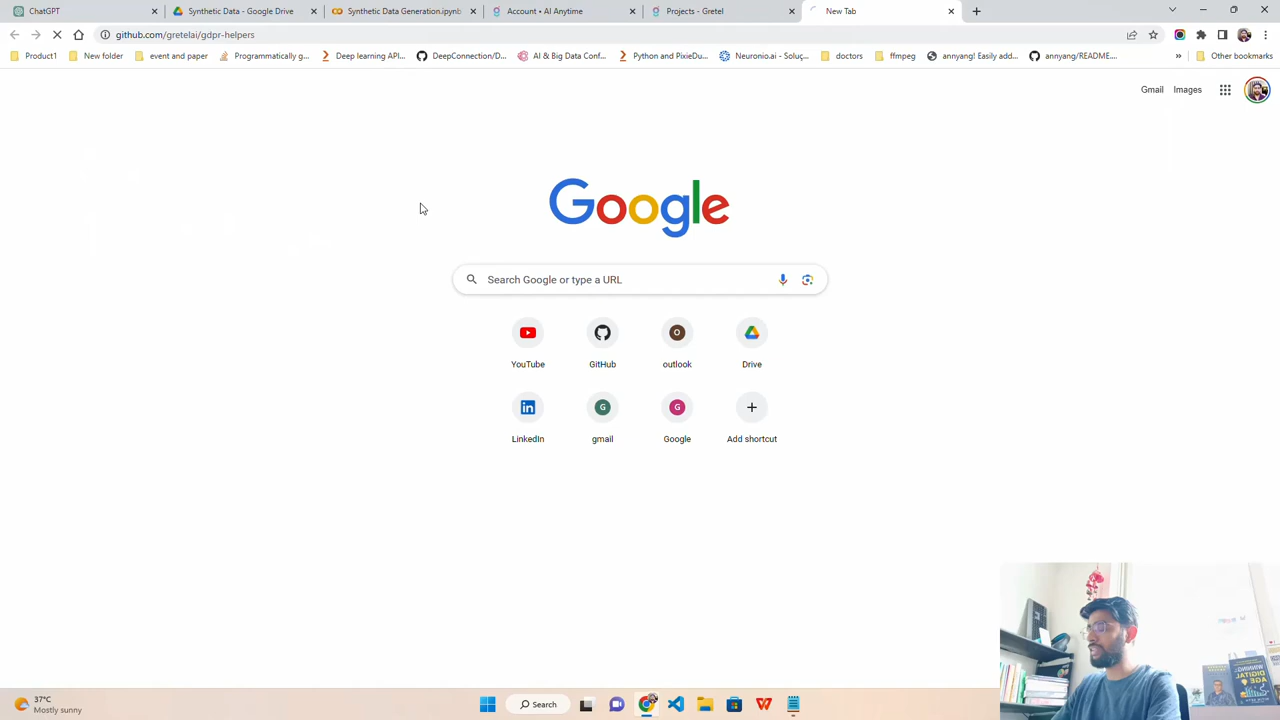 ChatGPT
Synthetic Data - Google Drive
Synthetic Data Generation.ipynb
Account • AI Anytime
Projects - Gretel
New Tab
github.com/gretelai/gdpr-helpers
Product1
New folder
event and paper
Programmatically g...
Deep learning API...
DeepConnection/D...
AI & Big Data Conf...
Python and PixieDu...
Neuronio.ai - Soluç...
doctors
ffmpeg
annyang! Easily add...
annyang/README....
»
Other bookmarks
Gmail
Images
Google
Search Google or type a URL
YouTube
GitHub
O
outlook
Drive
LinkedIn
G
gmail
G
Google
Add shortcut
37°C
Mostly sunny
Search